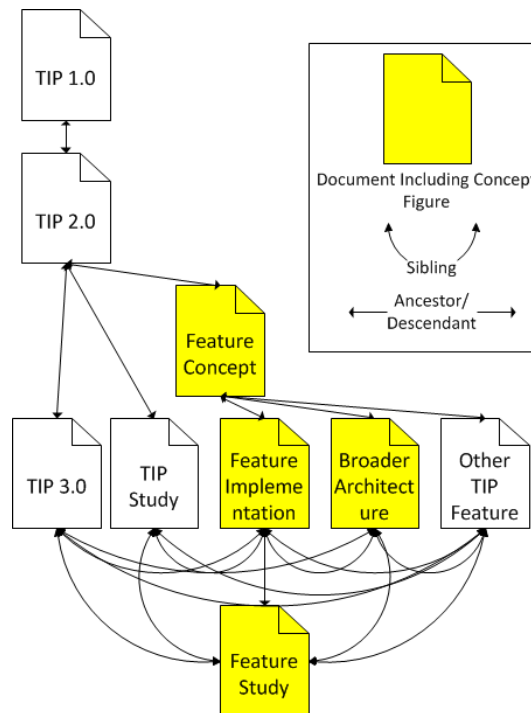 TIP 1.0
TIP 2.0
Document Including Concept
Figure
Sibling
Ancestor/
Descendant
Feature
Concept
TIP 3.0
TIP
Study
Feature
Impleme
ntation
Broader
Architect
ure
Other
TIP
Feature
Feature
Study